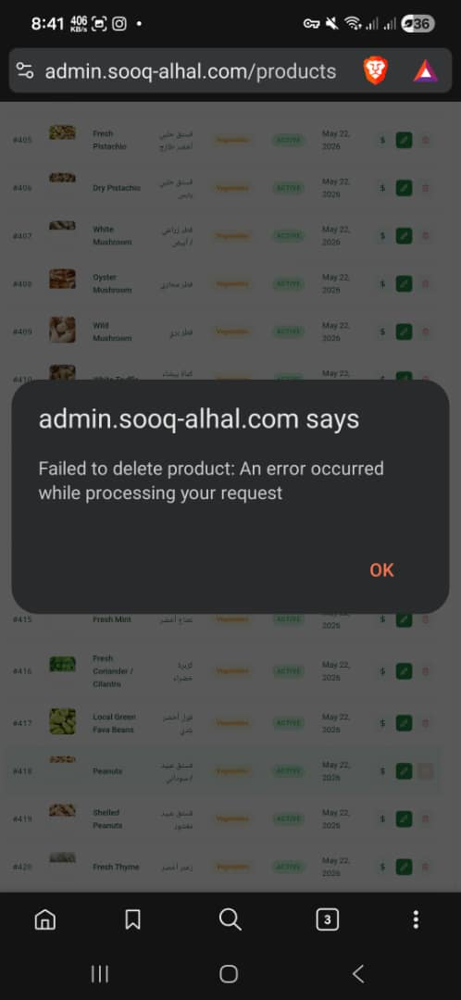 8:41 406 KB/s 36
admin.sooq-alhal.com/products
#405 Fresh Pistachio فستق حلبي أخضر طازج Vegetables ACTIVE May 22, 2026 $
#406 Dry Pistachio فستق حلبي يابس Vegetables ACTIVE May 22, 2026 $
#407 White Mushroom فطر زراعي / أبيض Vegetables ACTIVE May 22, 2026 $
#408 Oyster Mushroom فطر محاري Vegetables ACTIVE May 22, 2026 $
#409 Wild Mushroom فطر بري Vegetables ACTIVE May 22, 2026 $
#410 White Truffle كمأة بيضاء May 22,
admin.sooq-alhal.com says
Failed to delete product: An error occurred
while processing your request
OK
#415 Fresh Mint نعناع أخضر Vegetables ACTIVE 2026 $
#416 Fresh Coriander / Cilantro كزبرة خضراء Vegetables ACTIVE May 22, 2026 $
#417 Local Green Fava Beans فول أخضر بلدي Vegetables ACTIVE May 22, 2026 $
#418 Peanuts فستق عبيد / سوداني Vegetables ACTIVE May 22, 2026 $
#419 Shelled Peanuts فستق عبيد مقشور Vegetables ACTIVE May 22, 2026 $
#420 Fresh Thyme زعتر أخضر Vegetables ACTIVE May 22, 2026 $
3